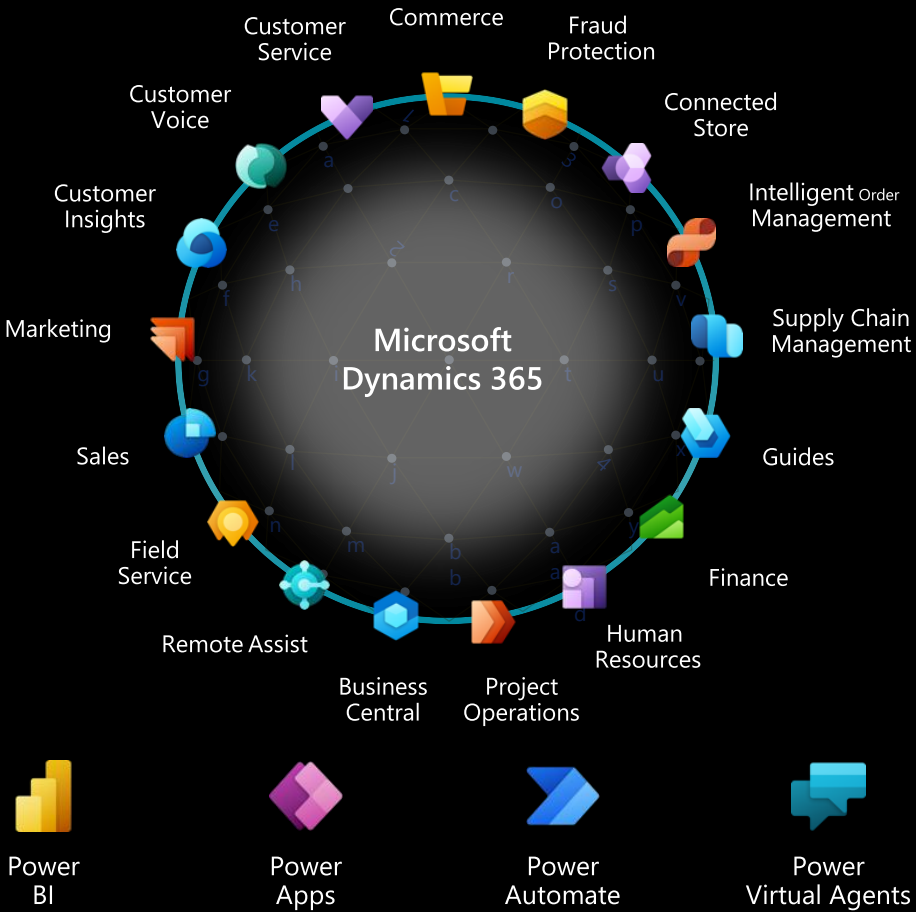 Commerce
Customer
Service
Fraud
Protection
Customer
Voice
Connected
Store
Customer
Insights
Intelligent Order
Management
Marketing
Supply Chain
Management
Microsoft
Dynamics 365
Sales
Guides
Field
Service
Finance
Remote Assist
Human
Resources
Business
Central
Project
Operations
Power
BI
Power
Apps
Power
Automate
Power
Virtual Agents